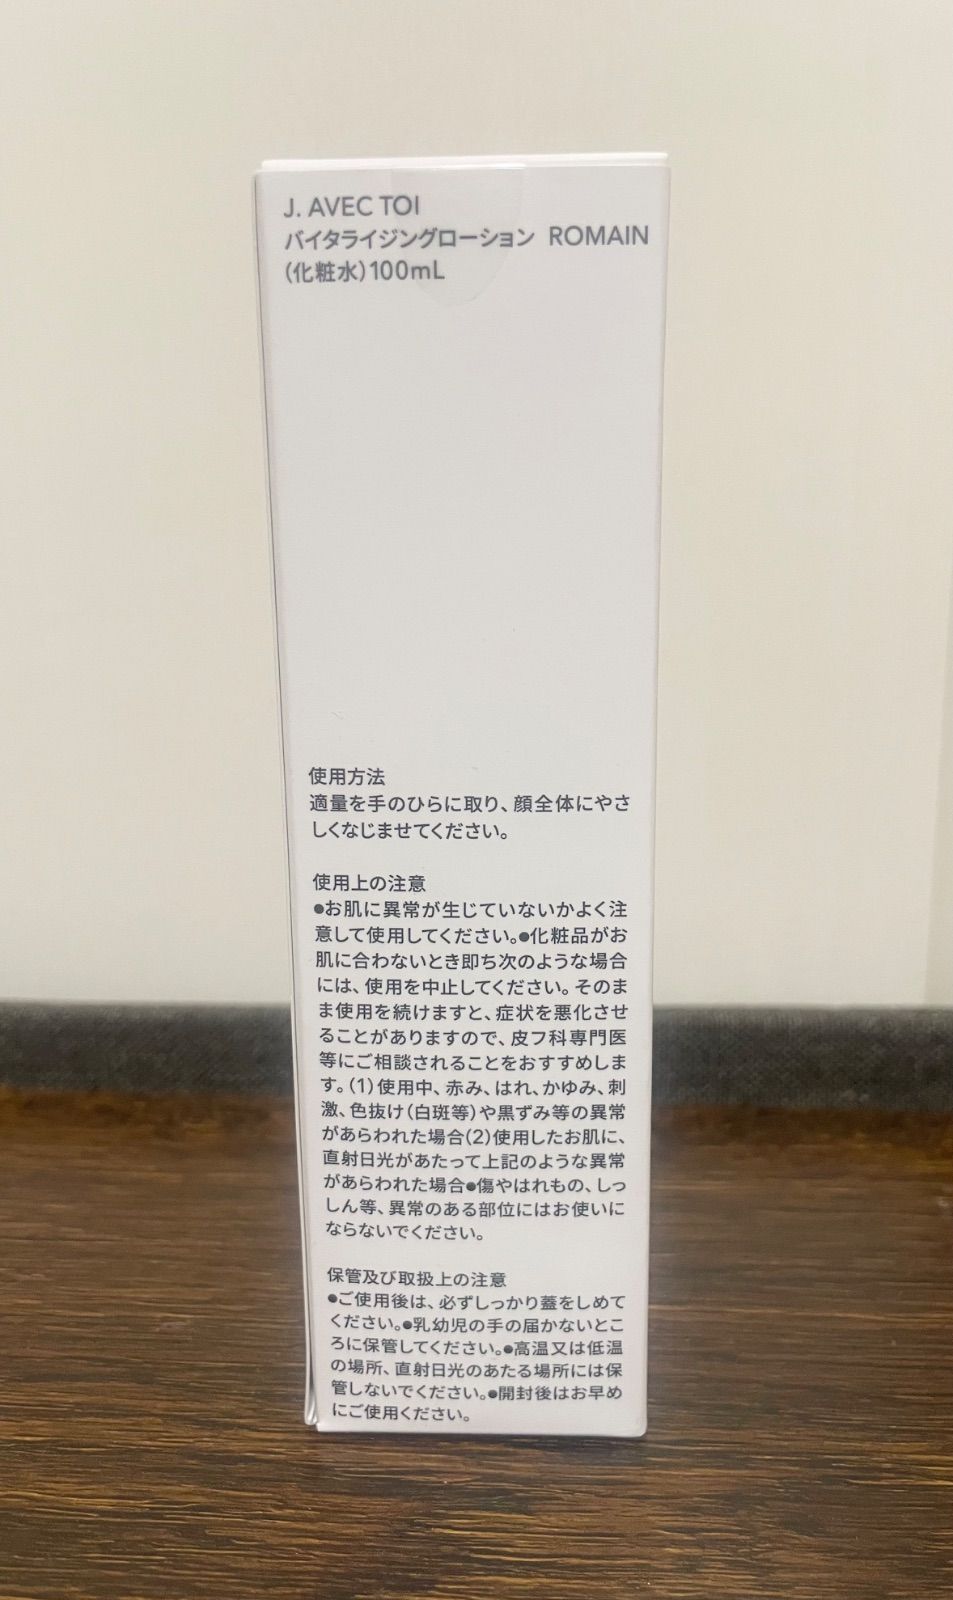 J. AVEC TOI
バイタライジングローション ROMAIN
(化粧水)100mL
使用方法
適量を手のひらに取り、顔全体にやさ
しくなじませてください。
使用上の注意
●お肌に異常が生じていないかよく注
意して使用してください。●化粧品がお
肌に合わないとき即ち次のような場合
には、使用を中止してください。そのま
ま使用を続けますと、症状を悪化させ
ることがありますので、皮フ科専門医
等にご相談されることをおすすめしま
す。(1)使用中、赤み、はれ、かゆみ、刺
激、色抜け(白斑等)や黒ずみ等の異常
があらわれた場合(2)使用したお肌に、
直射日光があたって上記のような異常
があらわれた場合●傷やはれもの、しっ
しん等、異常のある部位にはお使いに
ならないでください。
保管及び取扱上の注意
●ご使用後は、必ずしっかり蓋をしめて
ください。●乳幼児の手の届かないとこ
ろに保管してください。●高温又は低温
の場所、直射日光のあたる場所には保
管しないでください。●開封後はお早め
にご使用ください。